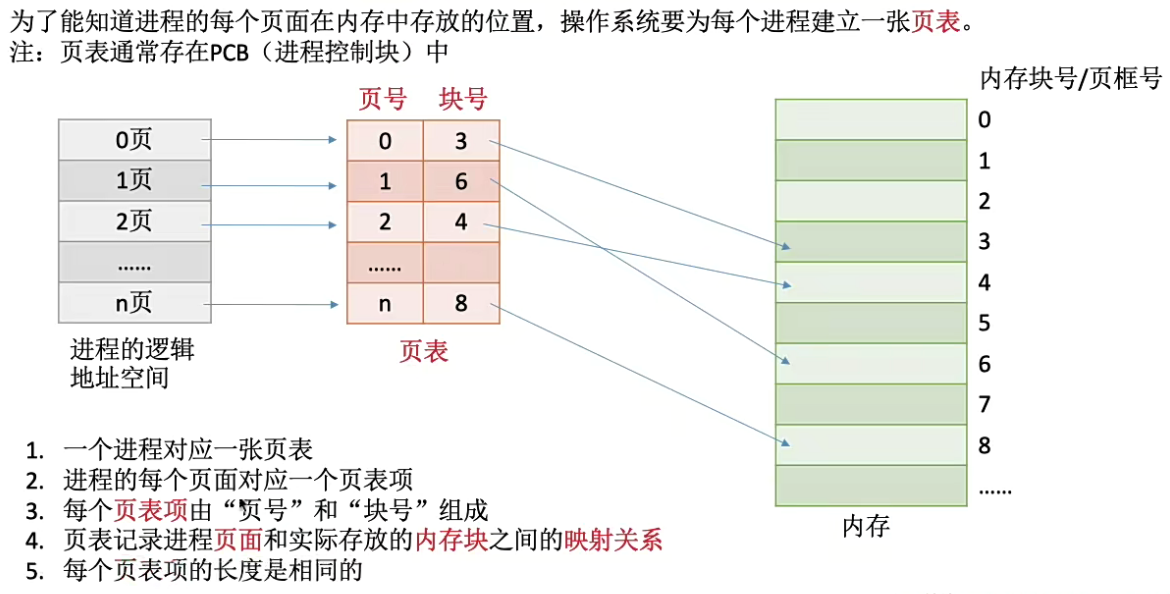 为了能知道进程的每个页面在内存中存放的位置，操作系统要为每个进程建立一张页表。
注：页表通常存在PCB（进程控制块）中
内存块号/页框号
页号 块号
0页 0 3 0
1页 1 6 1
2页 2 4 2
...... ...... 3
n页 n 8 4
页表
进程的逻辑
地址空间
5
6
7
8
......
内存
1. 一个进程对应一张页表
2. 进程的每个页面对应一个页表项
3. 每个页表项由“页号”和“块号”组成
4. 页表记录进程页面和实际存放的内存块之间的映射关系
5. 每个页表项的长度是相同的